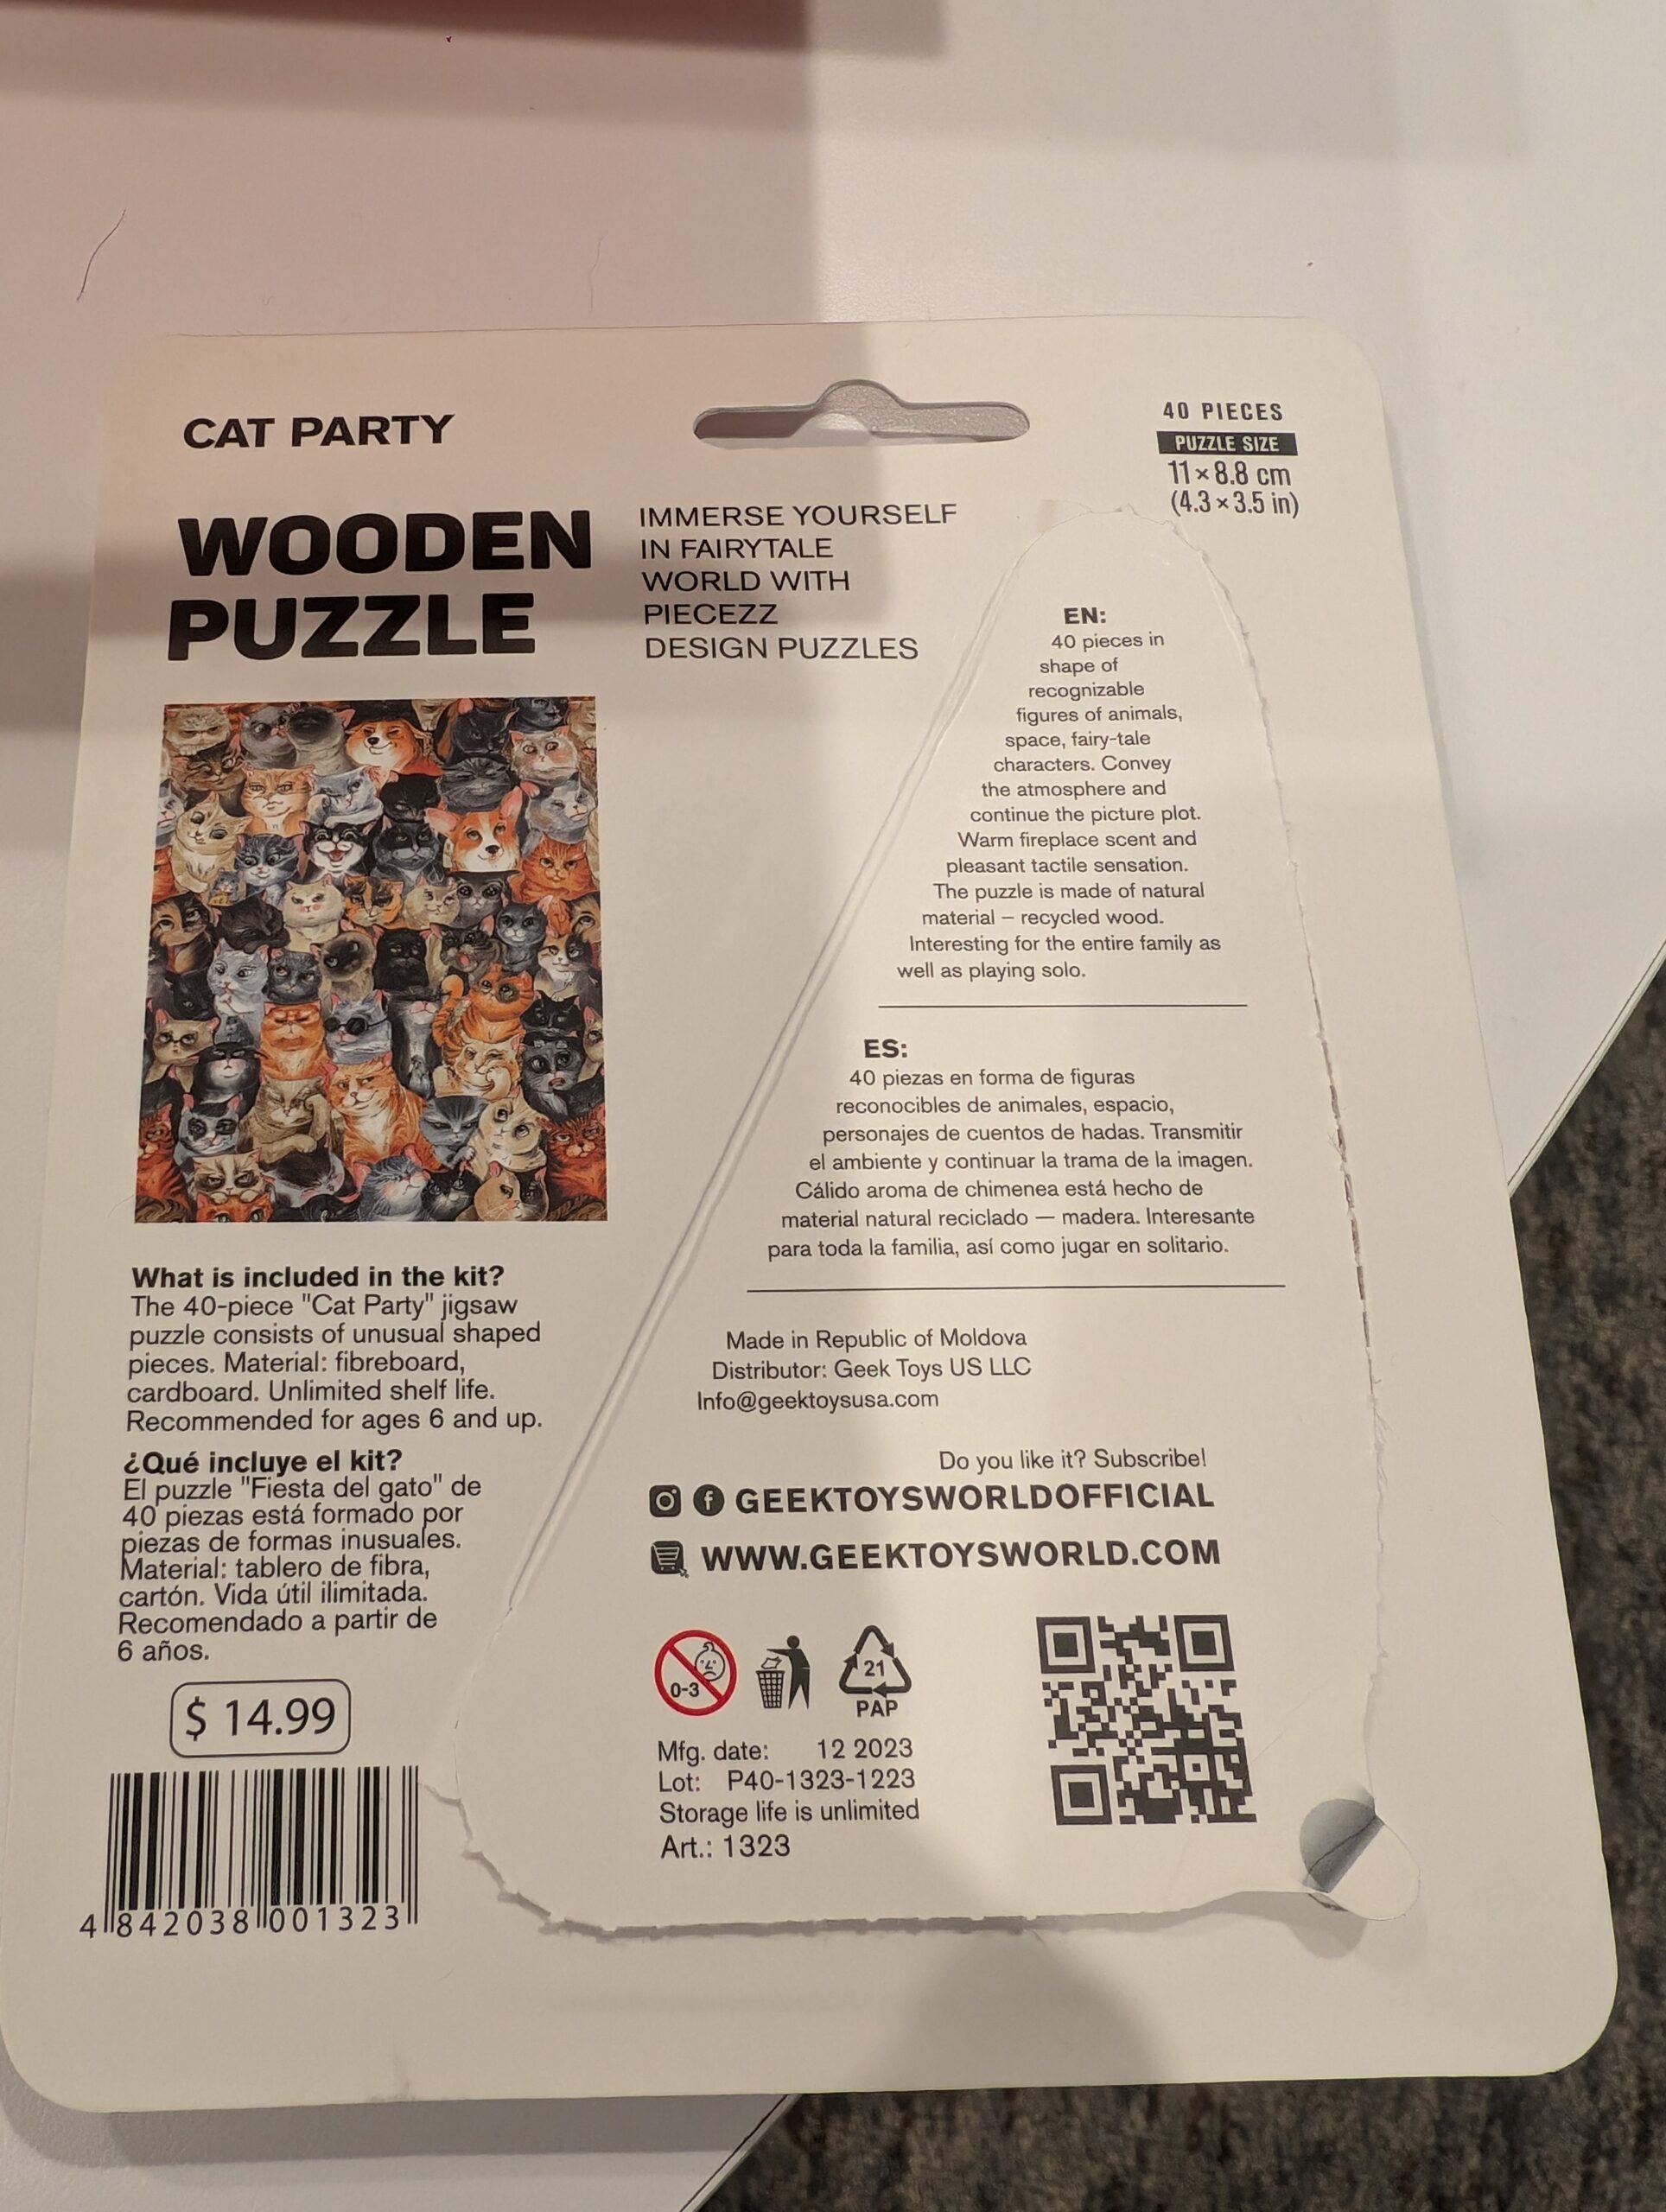 CAT PARTY
WOODEN
PUZZLE
IMMERSE YOURSELF
IN FAIRYTALE
WORLD WITH
PIECEZZ
DESIGN PUZZLES
40 PIECES
PUZZLE SIZE
11×8.8 cm
(4.3×3.5 in)
EN:
40 pieces in
shape of
recognizable
figures of animals,
space, fairy-tale
characters. Convey
the atmosphere and
continue the picture plot.
Warm fireplace scent and
pleasant tactile sensation.
The puzzle is made of natural
material – recycled wood.
Interesting for the entire family as
well as playing solo.
ES:
40 piezas en forma de figuras
reconocibles de animales, espacio,
personajes de cuentos de hadas. Transmitir
el ambiente y continuar la trama de la imagen.
Cálido aroma de chimenea está hecho de
material natural reciclado — madera. Interesante
para toda la familia, así como jugar en solitario.
What is included in the kit?
The 40-piece "Cat Party" jigsaw
puzzle consists of unusual shaped
pieces. Material: fibreboard,
cardboard. Unlimited shelf life.
Recommended for ages 6 and up.
¿Qué incluye el kit?
El puzzle "Fiesta del gato" de
40 piezas está formado por
piezas de formas inusuales.
Material: tablero de fibra,
cartón. Vida útil ilimitada.
Recomendado a partir de
6 años.
$ 14.99
4 842038 001323
Made in Republic of Moldova
Distributor: Geek Toys US LLC
Info@geektoysusa.com
Do you like it? Subscribe!
GEEKTOYSWORLDOFFICIAL
WWW.GEEKTOYSWORLD.COM
0-3
21
PAP
Mfg. date: 12 2023
Lot: P40-1323-1223
Storage life is unlimited
Art.: 1323